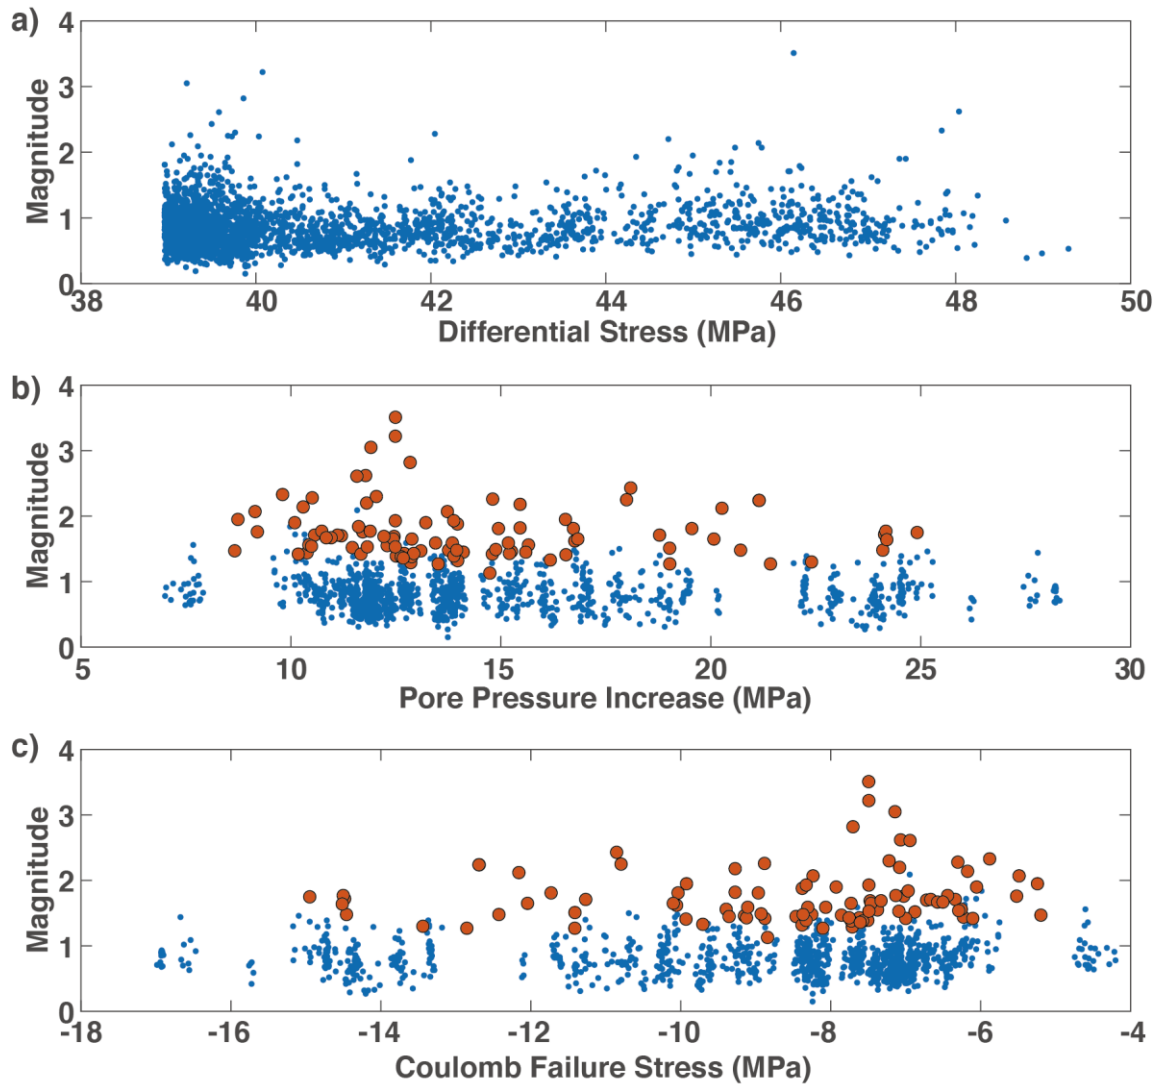 a)
4
3
2
1
0
Magnitude
38 40 42 44 46 48 50
Differential Stress (MPa)
b)
4
3
2
1
0
Magnitude
5 10 15 20 25 30
Pore Pressure Increase (MPa)
c)
4
3
2
1
0
Magnitude
-18 -16 -14 -12 -10 -8 -6 -4
Coulomb Failure Stress (MPa)